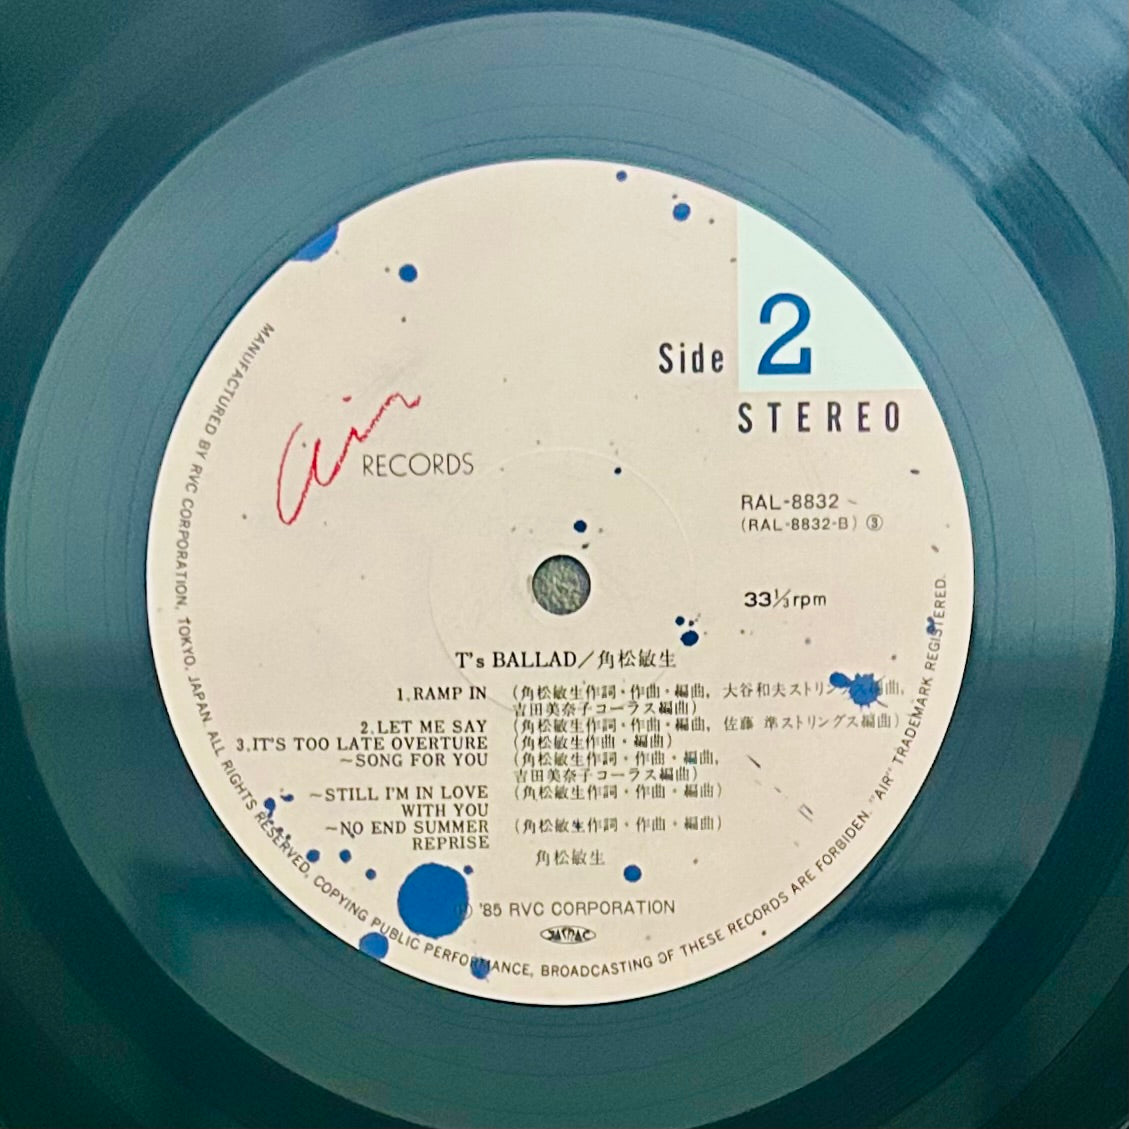 Side 2
STEREO
air
RECORDS
RAL-8832
(RAL-8832-B) ③
33⅓rpm
T's BALLAD／角松敏生
1.RAMP IN (角松敏生作詞・作曲・編曲, 大谷和夫ストリングス編曲,
吉田美奈子コーラス編曲)
2.LET ME SAY (角松敏生作詞・作曲・編曲, 佐藤 準ストリングス編曲)
3.IT'S TOO LATE OVERTURE (角松敏生作曲・編曲)
~SONG FOR YOU (角松敏生作詞・作曲・編曲,
吉田美奈子コーラス編曲)
~STILL I'M IN LOVE (角松敏生作詞・作曲・編曲)
WITH YOU
~NO END SUMMER (角松敏生作詞・作曲・編曲)
REPRISE
角松敏生
Ⓟ '85 RVC CORPORATION
JASRAC
MANUFACTURED BY RVC CORPORATION, TOKYO, JAPAN. ALL RIGHTS RESERVED, COPYING PUBLIC PERFORMANCE, BROADCASTING OF THESE RECORDS ARE FORBIDDEN. "AIR" TRADEMARK REGISTERED.